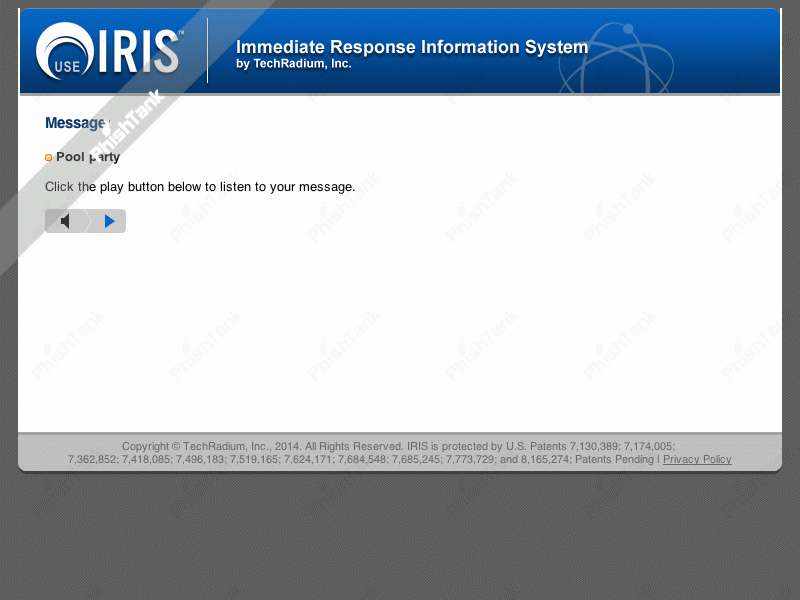 USE IRIS™
Immediate Response Information System
by TechRadium, Inc.
PhishTank
Message
Pool party
Click the play button below to listen to your message.
Copyright © TechRadium, Inc., 2014. All Rights Reserved. IRIS is protected by U.S. Patents 7,130,389; 7,174,005;
7,362,852; 7,418,085; 7,496,183; 7,519,165; 7,624,171; 7,684,548; 7,685,245; 7,773,729; and 8,165,274; Patents Pending | Privacy Policy